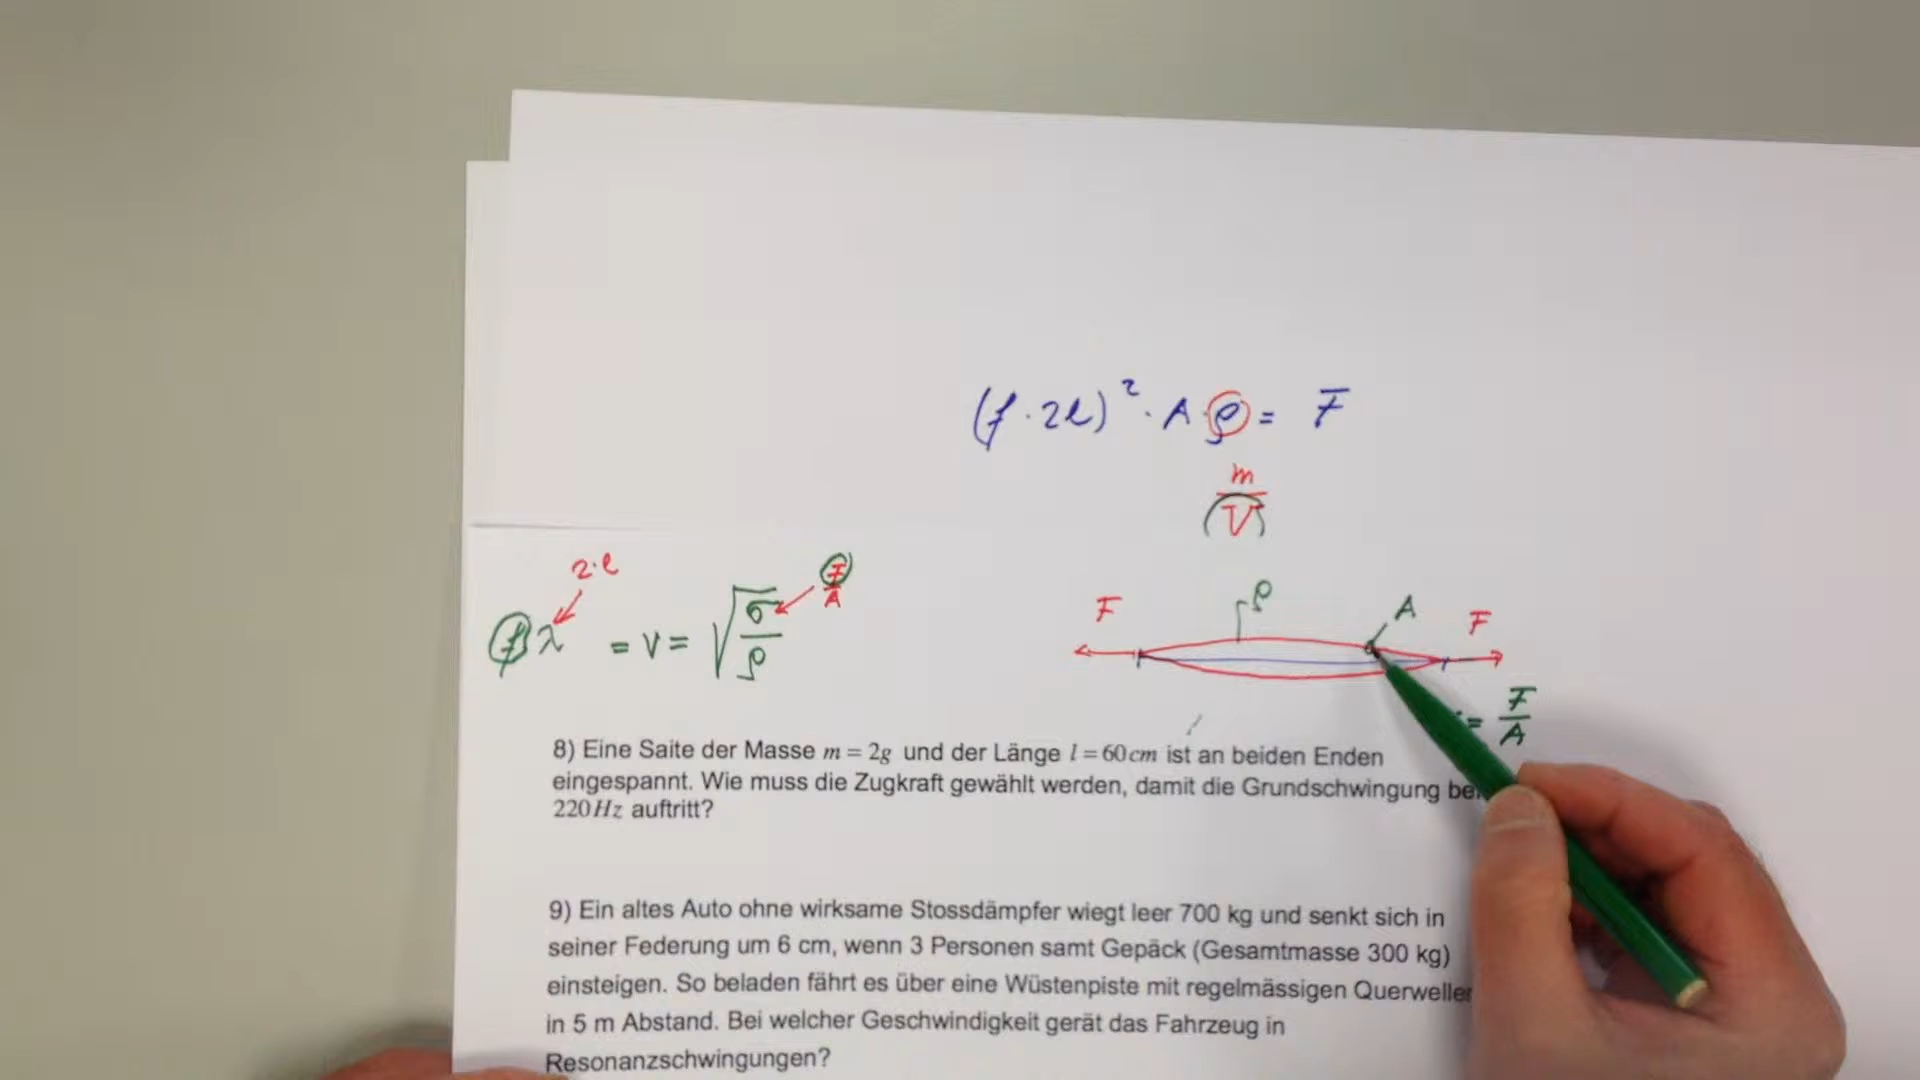 (f · 2l)² · A ρ = F
m
V
2·l
F
A
f λ = v = √ σ
ρ
F
ρ
A
F
= F
A
8) Eine Saite der Masse m = 2g und der Länge l = 60cm ist an beiden Enden
eingespannt. Wie muss die Zugkraft gewählt werden, damit die Grundschwingung bei
220Hz auftritt?
9) Ein altes Auto ohne wirksame Stossdämpfer wiegt leer 700 kg und senkt sich in
seiner Federung um 6 cm, wenn 3 Personen samt Gepäck (Gesamtmasse 300 kg)
einsteigen. So beladen fährt es über eine Wüstenpiste mit regelmässigen Querwellen
in 5 m Abstand. Bei welcher Geschwindigkeit gerät das Fahrzeug in
Resonanzschwingungen?